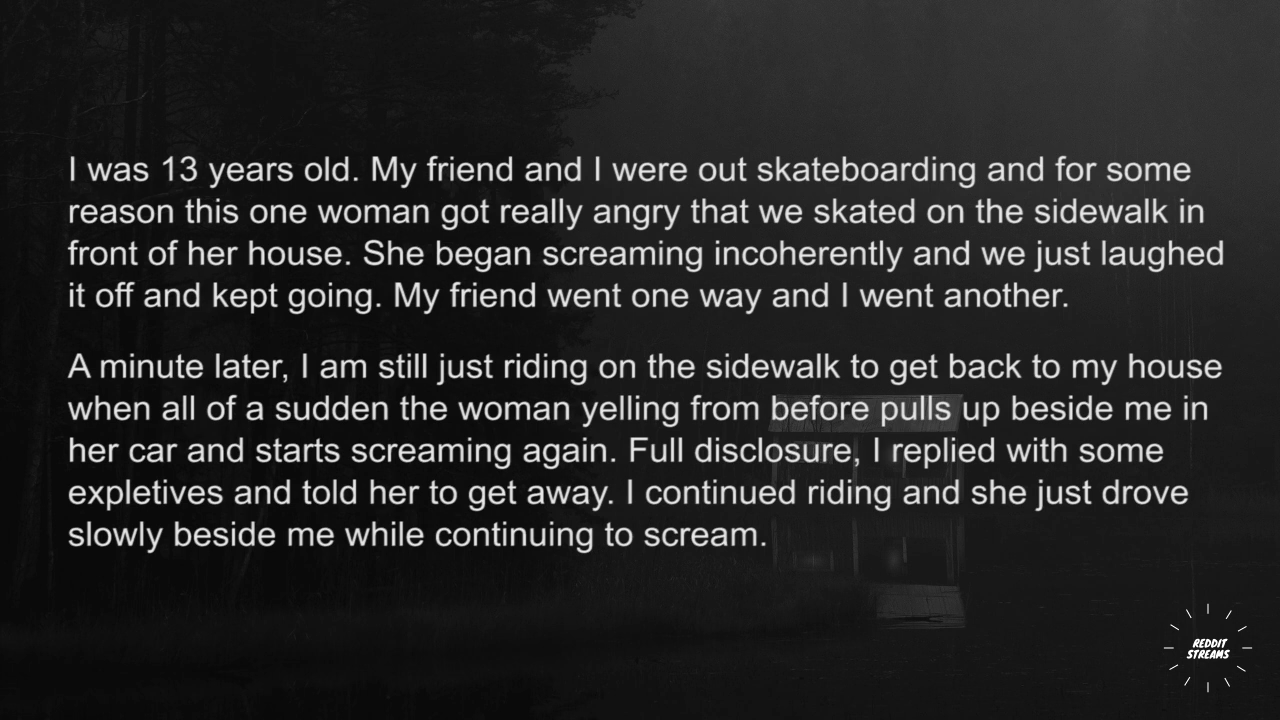 I was 13 years old. My friend and I were out skateboarding and for some
reason this one woman got really angry that we skated on the sidewalk in
front of her house. She began screaming incoherently and we just laughed
it off and kept going. My friend went one way and I went another.
A minute later, I am still just riding on the sidewalk to get back to my house
when all of a sudden the woman yelling from before pulls up beside me in
her car and starts screaming again. Full disclosure, I replied with some
expletives and told her to get away. I continued riding and she just drove
slowly beside me while continuing to scream.
REDDIT
STREAMS